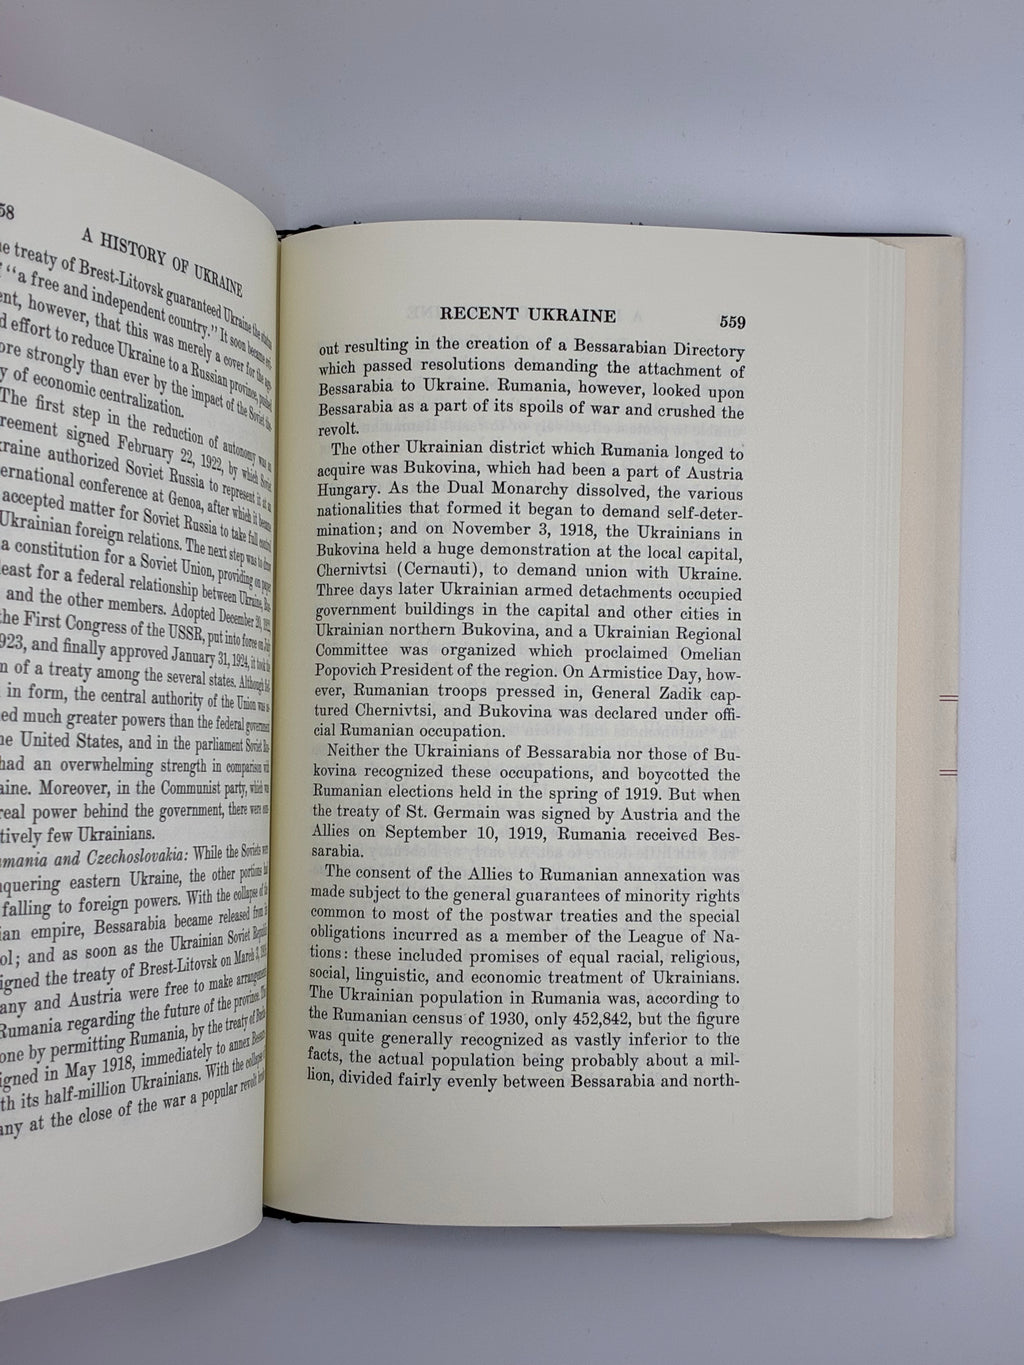 58
A HISTORY OF UKRAINE
treaty of Brest-Litovsk guaranteed Ukraine the status
"a free and independent country." It soon became
however, that this was merely a cover for the
effort to reduce Ukraine to a Russian province, pushed
strongly than ever by the impact of the Soviet
of economic centralization.
The first step in the reduction of autonomy was
signed February 22, 1922, by which Soviet
authorized Soviet Russia to represent it at
conference at Genoa, after which it became
accepted matter for Soviet Russia to take full control
Ukrainian foreign relations. The next step was to draw
a constitution for a Soviet Union, providing on paper
for a federal relationship between Ukraine,
and the other members. Adopted December 20,
the First Congress of the USSR, put into force on July
923, and finally approved January 31, 1924, it took the
of a treaty among the several states. Although
in form, the central authority of the Union was
much greater powers than the federal government
United States, and in the parliament Soviet
had an overwhelming strength in comparison
Moreover, in the Communist party, which was
real power behind the government, there were
few Ukrainians.
and Czechoslovakia: While the Soviets were
eastern Ukraine, the other portions
falling to foreign powers. With the collapse of the
empire, Bessarabia became released from
and as soon as the Ukrainian Soviet Republic
the treaty of Brest-Litovsk on March 3, 1918,
and Austria were free to make arrangements
Rumania regarding the future of the province.
by permitting Rumania, by the treaty of
in May 1918, immediately to annex
its half-million Ukrainians. With the collapse
at the close of the war a popular revolt
RECENT UKRAINE
559
out resulting in the creation of a Bessarabian Directory
which passed resolutions demanding the attachment of
Bessarabia to Ukraine. Rumania, however, looked upon
Bessarabia as a part of its spoils of war and crushed the
revolt.
The other Ukrainian district which Rumania longed to
acquire was Bukovina, which had been a part of Austria
Hungary. As the Dual Monarchy dissolved, the various
nationalities that formed it began to demand self-deter-
mination; and on November 3, 1918, the Ukrainians in
Bukovina held a huge demonstration at the local capital,
Chernivtsi (Cernauti), to demand union with Ukraine.
Three days later Ukrainian armed detachments occupied
government buildings in the capital and other cities in
Ukrainian northern Bukovina, and a Ukrainian Regional
Committee was organized which proclaimed Omelian
Popovich President of the region. On Armistice Day, how-
ever, Rumanian troops pressed in, General Zadik cap-
tured Chernivtsi, and Bukovina was declared under offi-
cial Rumanian occupation.
Neither the Ukrainians of Bessarabia nor those of Bu-
kovina recognized these occupations, and boycotted the
Rumanian elections held in the spring of 1919. But when
the treaty of St. Germain was signed by Austria and the
Allies on September 10, 1919, Rumania received Bes-
sarabia.
The consent of the Allies to Rumanian annexation was
made subject to the general guarantees of minority rights
common to most of the postwar treaties and the special
obligations incurred as a member of the League of Na-
tions: these included promises of equal racial, religious,
social, linguistic, and economic treatment of Ukrainians.
The Ukrainian population in Rumania was, according to
the Rumanian census of 1930, only 452,842, but the figure
was quite generally recognized as vastly inferior to the
facts, the actual population being probably about a mil-
lion, divided fairly evenly between Bessarabia and north-